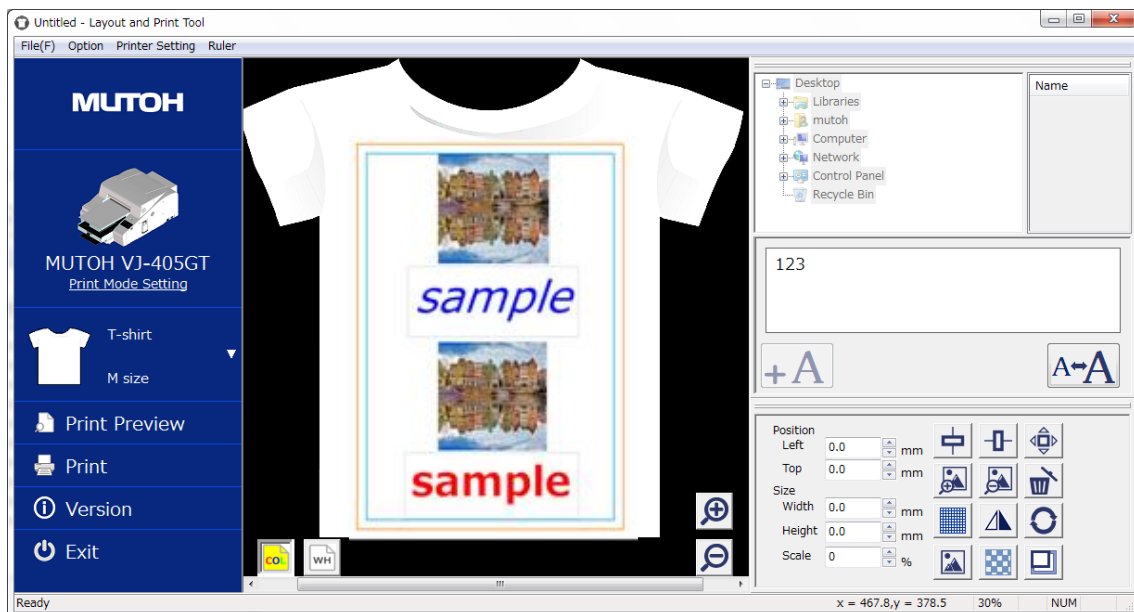 Untitled - Layout and Print Tool
File(F) Option Printer Setting Ruler
MUTOH
MUTOH VJ-405GT
Print Mode Setting
T-shirt
M size
Print Preview
Print
Version
Exit
sample
sample
COL
WH
Desktop
Libraries
mutoh
Computer
Network
Control Panel
Recycle Bin
Name
123
+A
A↔A
Position
Left 0.0 mm
Top 0.0 mm
Size
Width 0.0 mm
Height 0.0 mm
Scale 0 %
Ready x = 467.8,y = 378.5 30% NUM